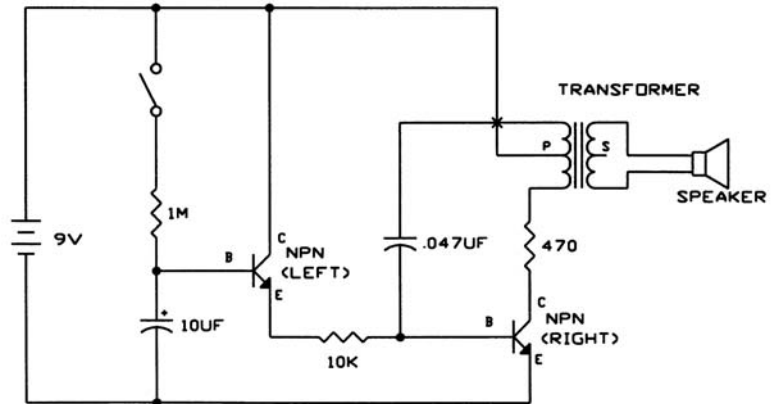 TRANSFORMER
P
S
SPEAKER
1M
9V
C
B
NPN
(LEFT)
E
.047UF
470
+
10UF
C
B
NPN
(RIGHT)
E
10K